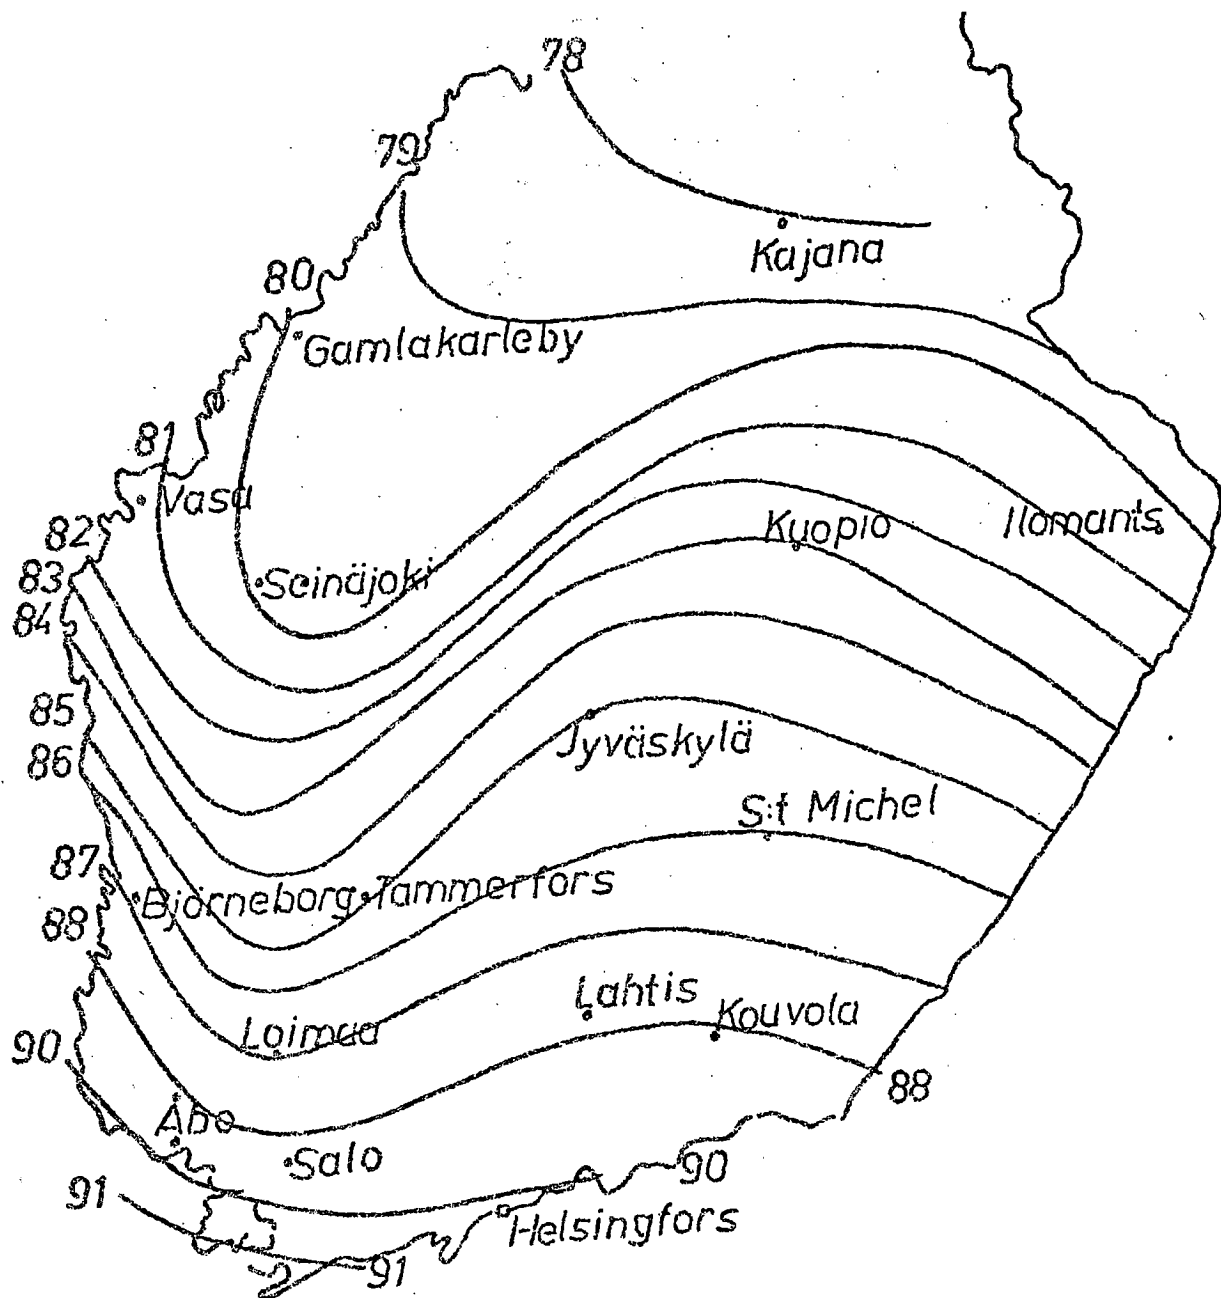 78
79
Kajana
80
Gamlakarleby
81
Vasa
82
Kuopio
Ilomants
83
Seinäjoki
84
85
Jyväskylä
86
S:t Michel
87
Björneborg
Tammerfors
88
Lahtis
Kouvola
Loimaa
90
88
Åbo
Salo
90
91
Helsingfors
91